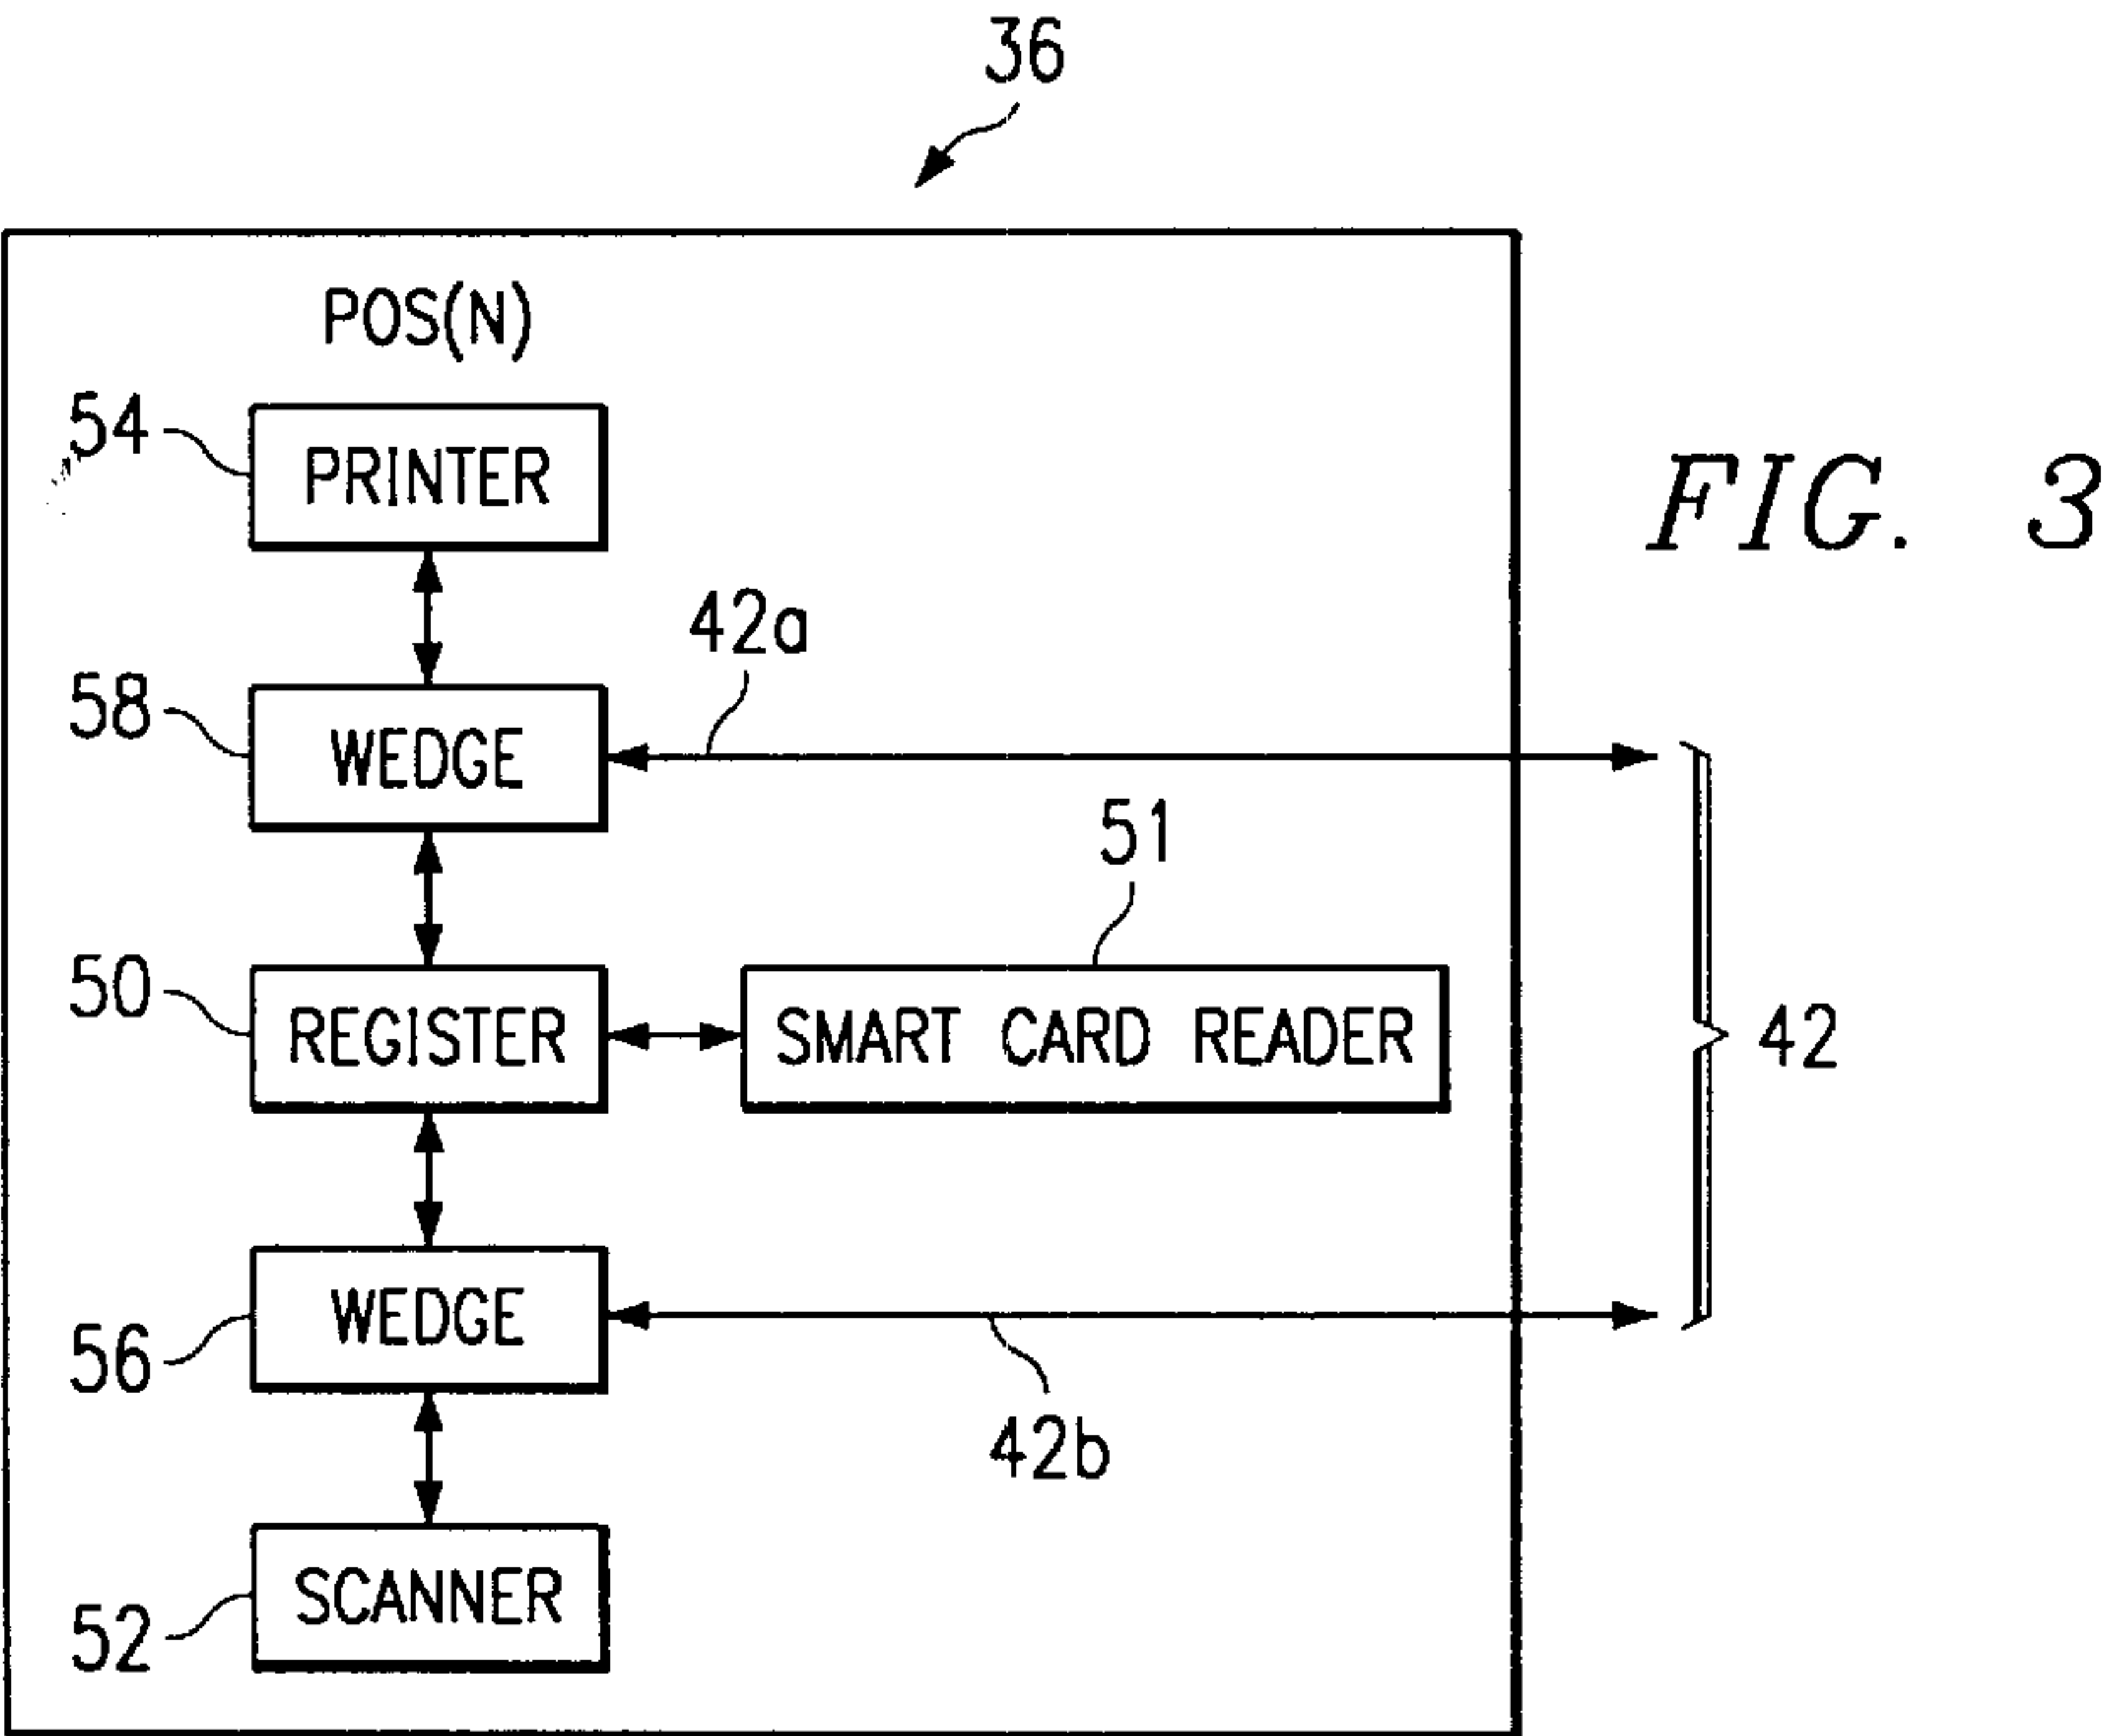 36
POS(N)
54
PRINTER
FIG. 3
42a
58
WEDGE
51
50
REGISTER
SMART CARD READER
42
WEDGE
56
42b
SCANNER
52